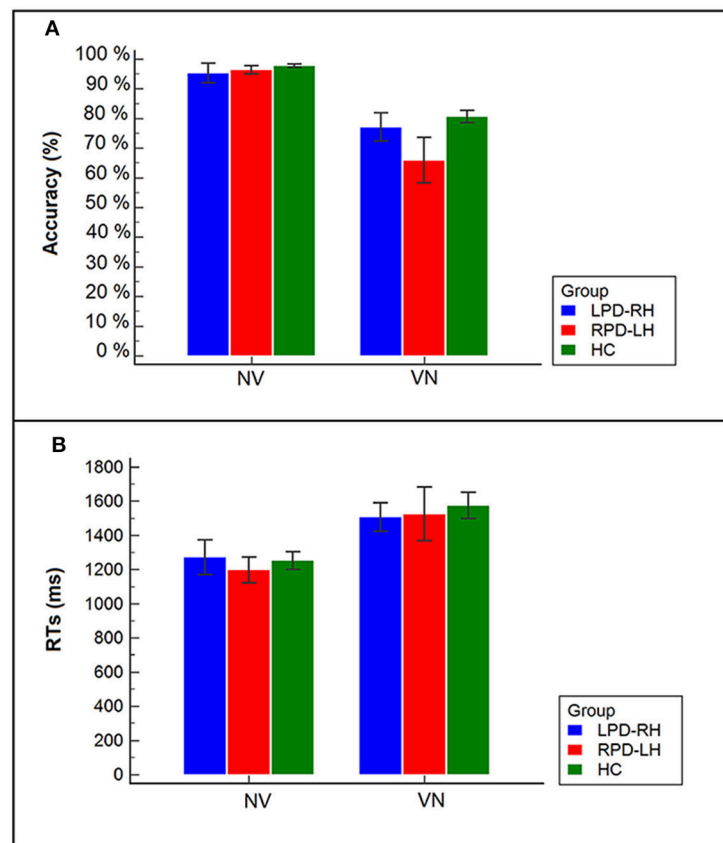 A
100 %
90 %
80 %
70 %
60 %
50 %
40 %
30 %
20 %
10 %
0 %
Accuracy (%)
NV VN
Group
LPD-RH
RPD-LH
HC
B
1800
1600
1400
1200
1000
800
600
400
200
0
RTs (ms)
NV VN
Group
LPD-RH
RPD-LH
HC